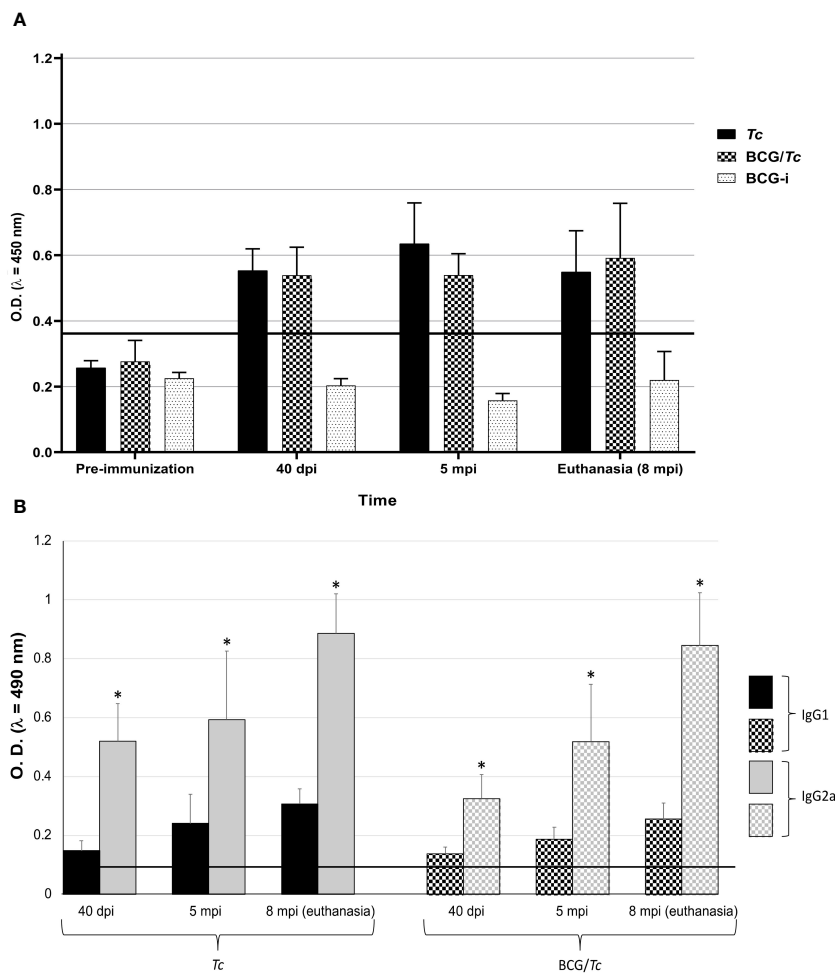 A
1.2
1.0
0.8
0.6
0.4
0.2
0.0
O.D. (λ = 450 nm)
Pre-immunization 40 dpi 5 mpi Euthanasia (8 mpi)
Time
Tc
BCG/Tc
BCG-i
B
1.2
1
0.8
0.6
0.4
0.2
0
O. D. (λ = 490 nm)
* * * * * *
40 dpi 5 mpi 8 mpi (euthanasia) 40 dpi 5 mpi 8 mpi (euthanasia)
Tc BCG/Tc
IgG1
IgG2a